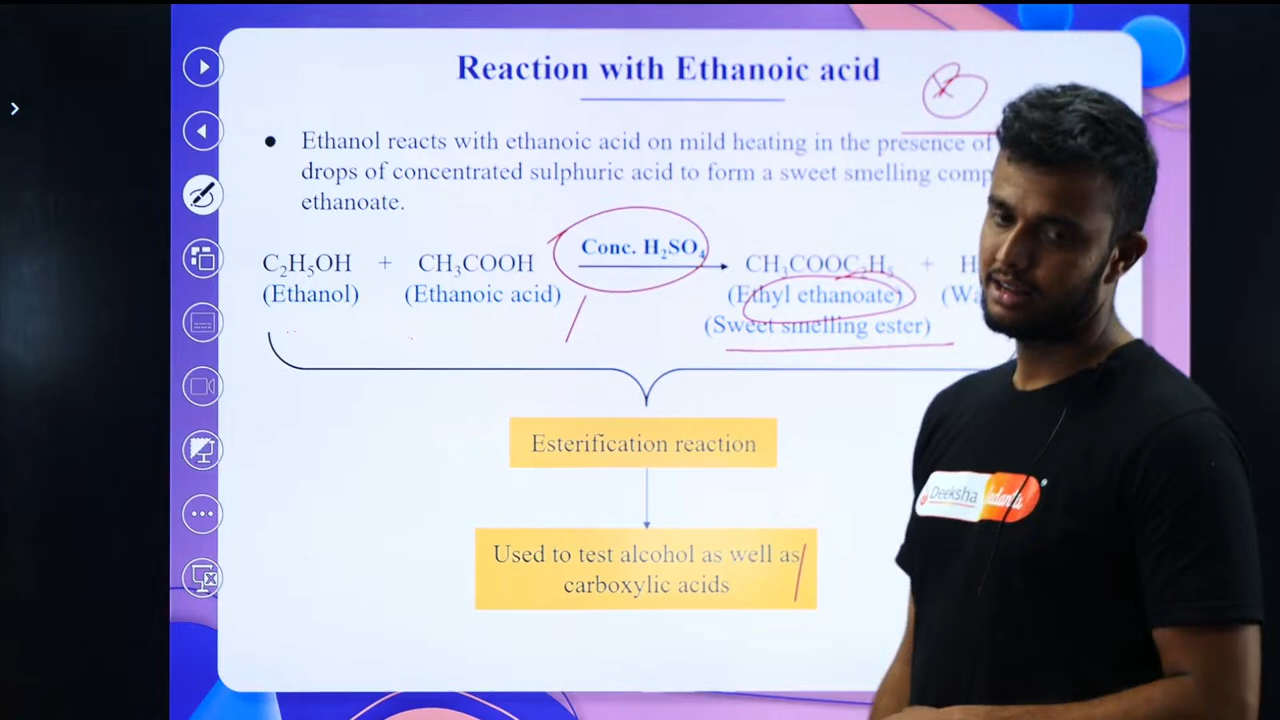 Reaction with Ethanoic acid
Ethanol reacts with ethanoic acid on mild heating in the presence of
drops of concentrated sulphuric acid to form a sweet smelling
ethanoate.
Conc. H₂SO₄
C₂H₅OH + CH₃COOH CH₃COOC₂H₅ +
(Ethanol) (Ethanoic acid) (Ethyl ethanoate)
(Sweet smelling ester)
Esterification reaction
Used to test alcohol as well as
carboxylic acids
Deeksha